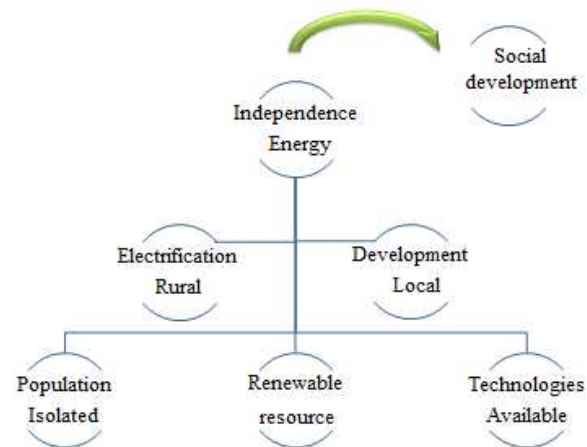 Social
development
Independence
Energy
Electrification
Rural
Development
Local
Population
Isolated
Renewable
resource
Technologies
Available